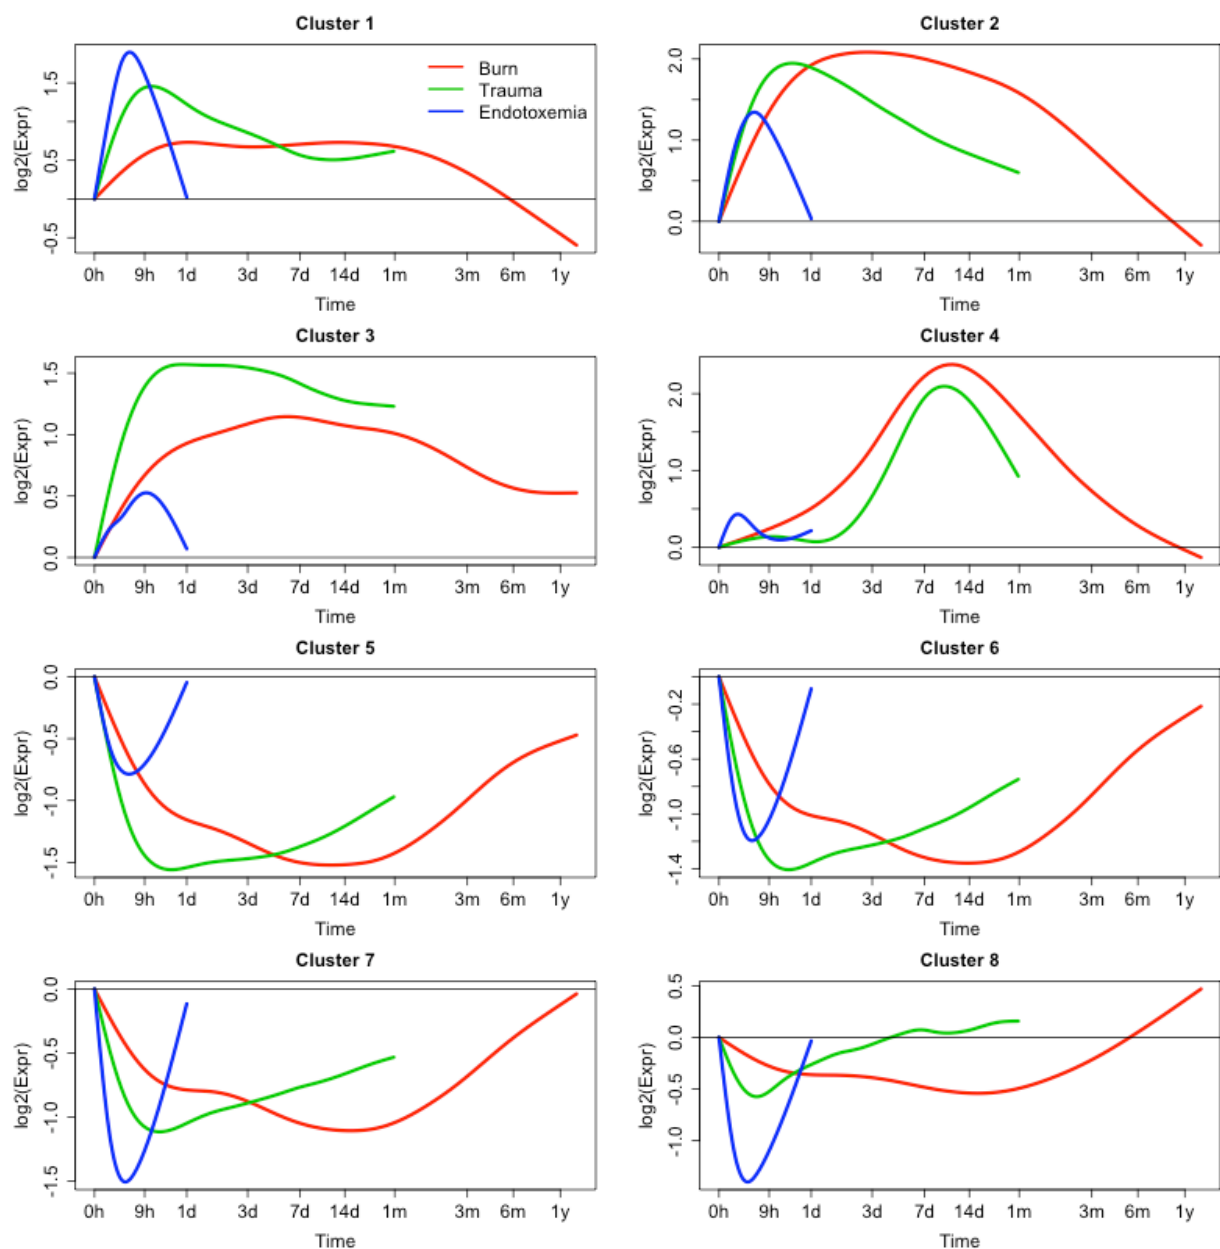 Cluster 1
log2(Expr)
-0.5 0.5 1.5
Burn
Trauma
Endotoxemia
0h 9h 1d 3d 7d 14d 1m 3m 6m 1y
Time
Cluster 2
log2(Expr)
0.0 1.0 2.0
0h 9h 1d 3d 7d 14d 1m 3m 6m 1y
Time
Cluster 3
log2(Expr)
0.0 0.5 1.0 1.5
0h 9h 1d 3d 7d 14d 1m 3m 6m 1y
Time
Cluster 4
log2(Expr)
0.0 1.0 2.0
0h 9h 1d 3d 7d 14d 1m 3m 6m 1y
Time
Cluster 5
log2(Expr)
-1.5 -1.0 -0.5 0.0
0h 9h 1d 3d 7d 14d 1m 3m 6m 1y
Time
Cluster 6
log2(Expr)
-1.4 -1.0 -0.6 -0.2
0h 9h 1d 3d 7d 14d 1m 3m 6m 1y
Time
Cluster 7
log2(Expr)
-1.5 -1.0 -0.5 0.0
0h 9h 1d 3d 7d 14d 1m 3m 6m 1y
Time
Cluster 8
log2(Expr)
-1.0 -0.5 0.0 0.5
0h 9h 1d 3d 7d 14d 1m 3m 6m 1y
Time